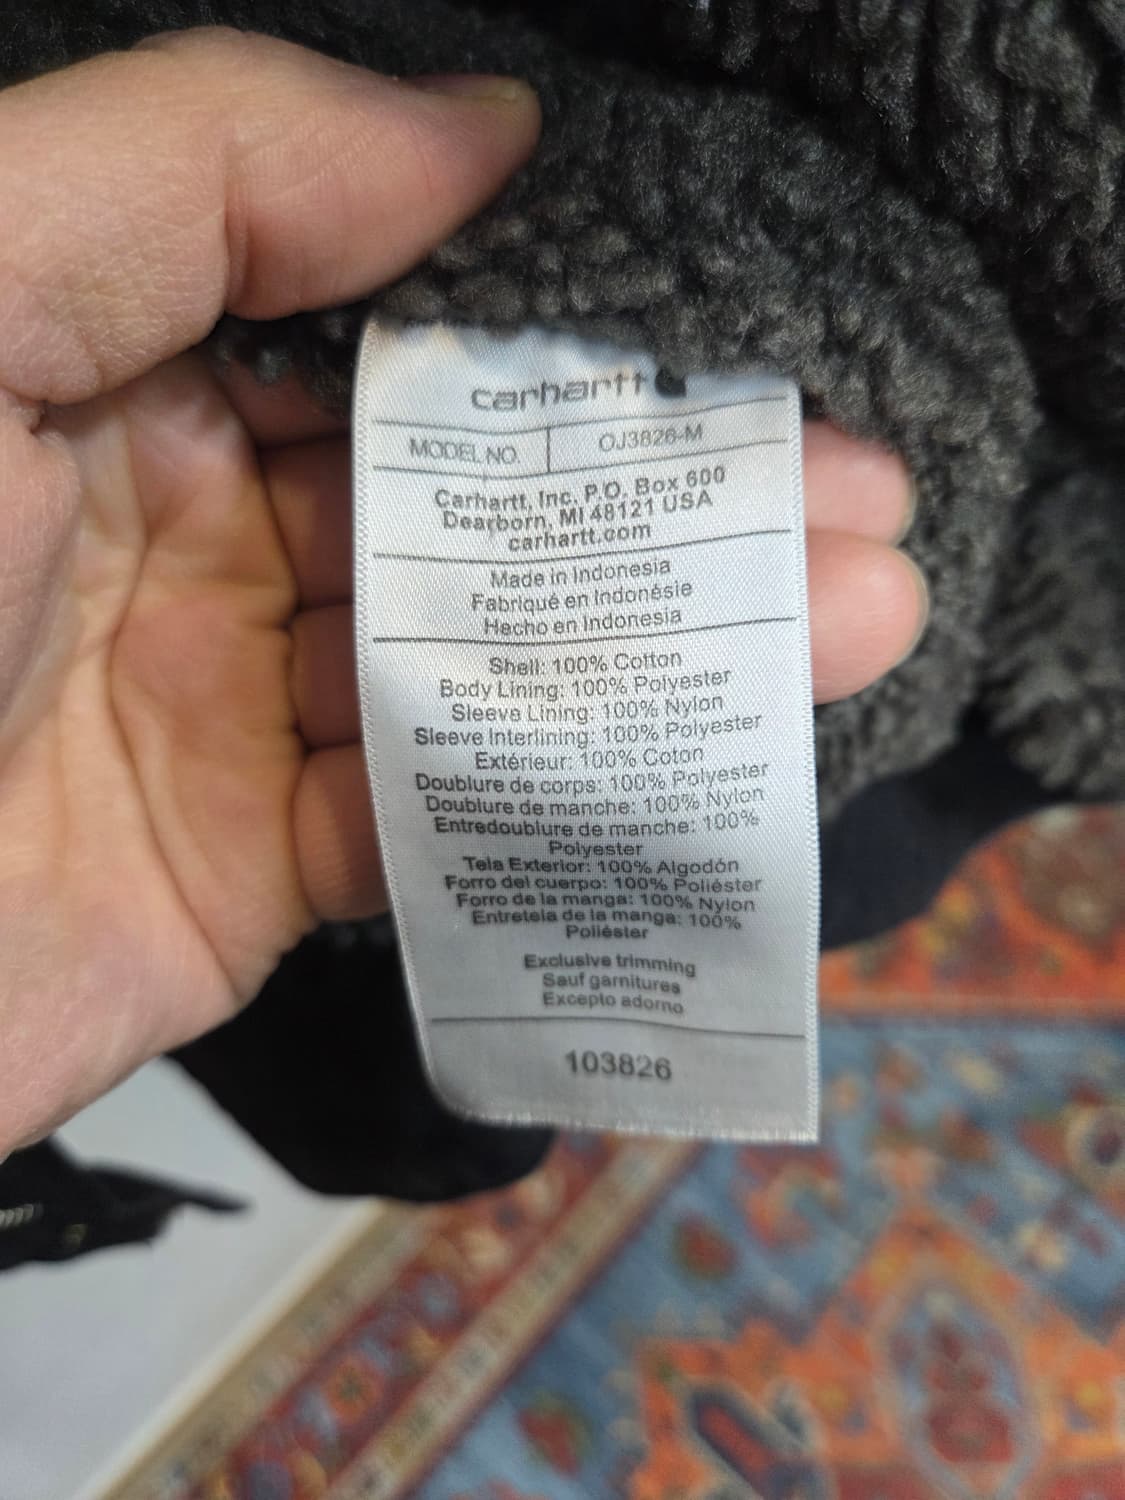 carhartt
MODEL NO. OJ3826-M
Carhartt, Inc. P.O. Box 600
Dearborn, MI 48121 USA
carhartt.com
Made in Indonesia
Fabriqué en Indonésie
Hecho en Indonesia
Shell: 100% Cotton
Body Lining: 100% Polyester
Sleeve Lining: 100% Nylon
Sleeve Interlining: 100% Polyester
Extérieur: 100% Coton
Doublure de corps: 100% Polyester
Doublure de manche: 100% Nylon
Entredoublure de manche: 100%
Polyester
Tela Exterior: 100% Algodón
Forro del cuerpo: 100% Poliéster
Forro de la manga: 100% Nylon
Entretela de la manga: 100%
Poliéster
Exclusive trimming
Sauf garnitures
Excepto adorno
103826